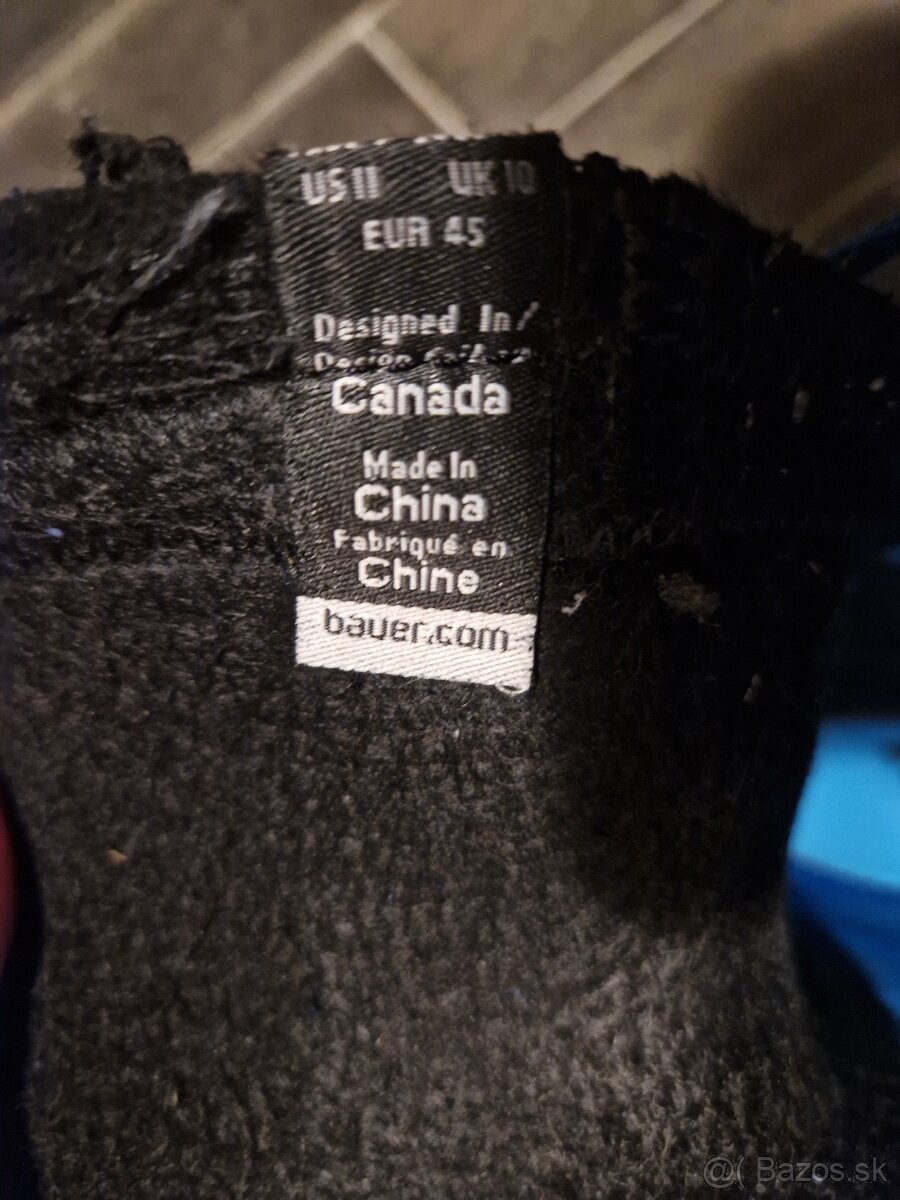 US 11 UK 10
EUR 45
Designed In/
Canada
Made In
China
Fabriqué en
Chine
bauer.com
@( Bazos.sk